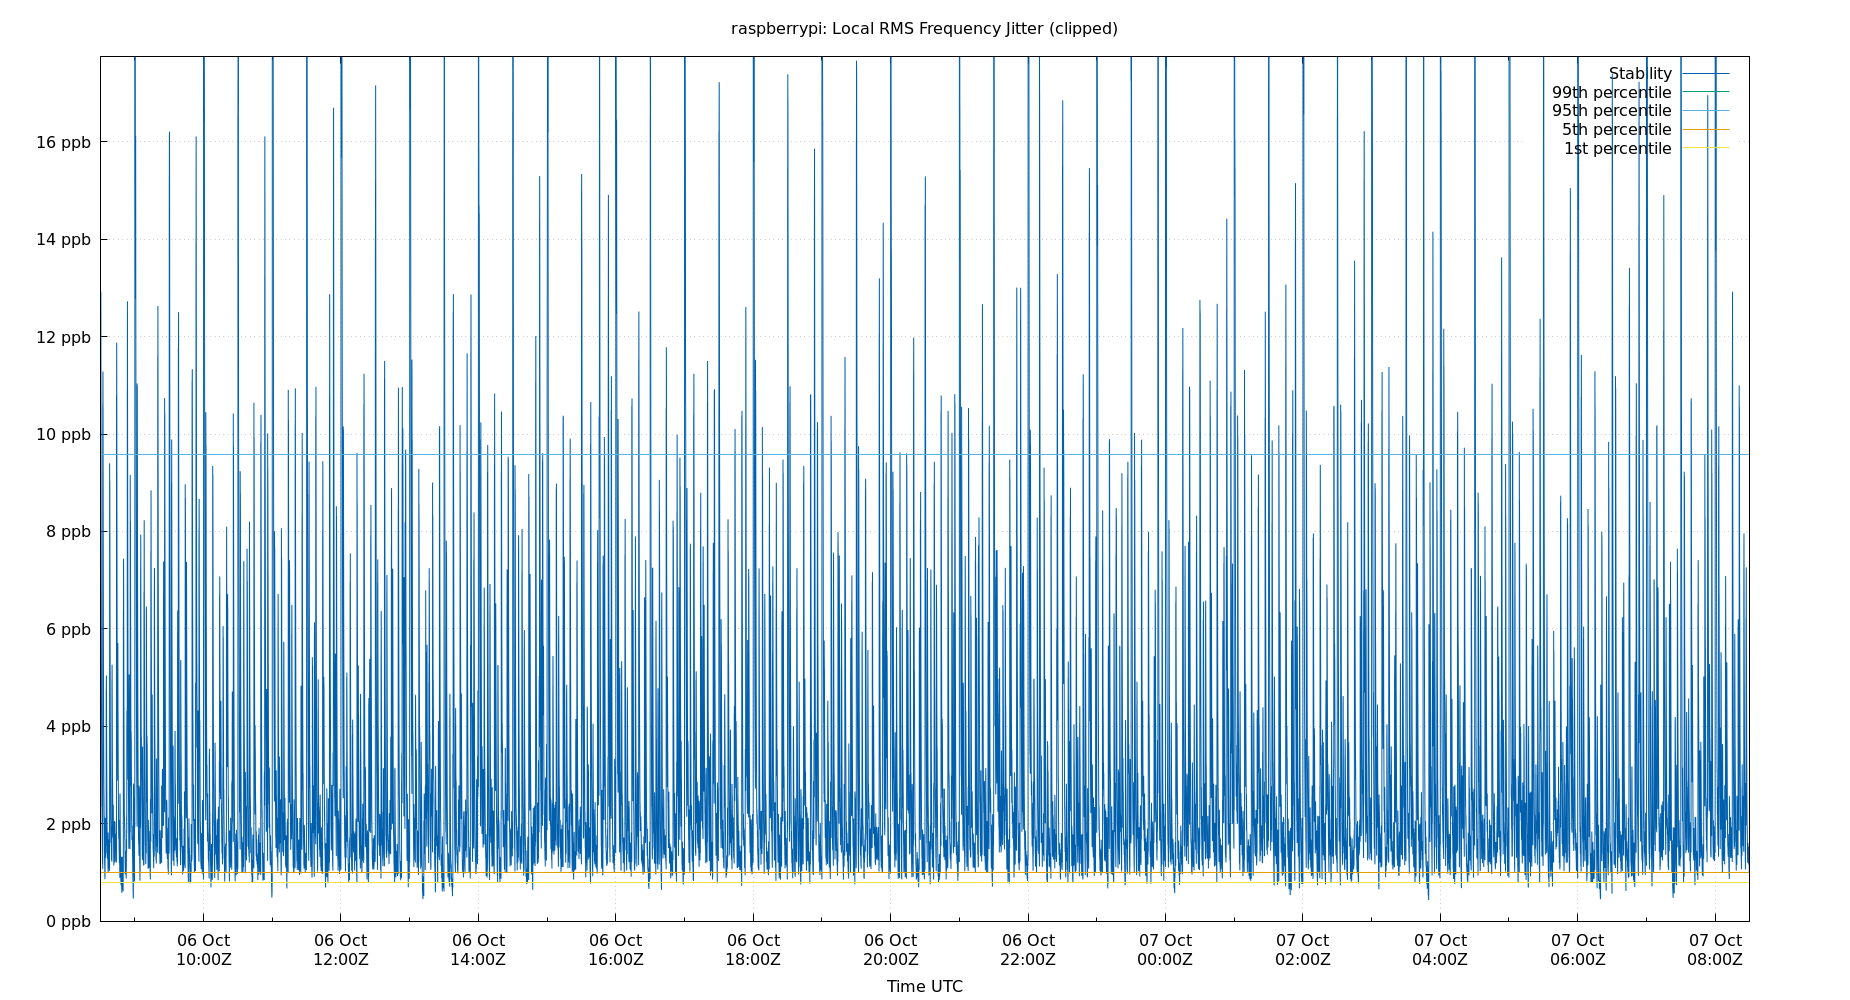 raspberrypi: Local RMS Frequency Jitter (clipped)
Stability
99th percentile
95th percentile
5th percentile
1st percentile
16 ppb
14 ppb
12 ppb
10 ppb
8 ppb
6 ppb
4 ppb
2 ppb
0 ppb
06 Oct 06 Oct 06 Oct 06 Oct 06 Oct 06 Oct 06 Oct 07 Oct 07 Oct 07 Oct 07 Oct 07 Oct
10:00Z 12:00Z 14:00Z 16:00Z 18:00Z 20:00Z 22:00Z 00:00Z 02:00Z 04:00Z 06:00Z 08:00Z
Time UTC